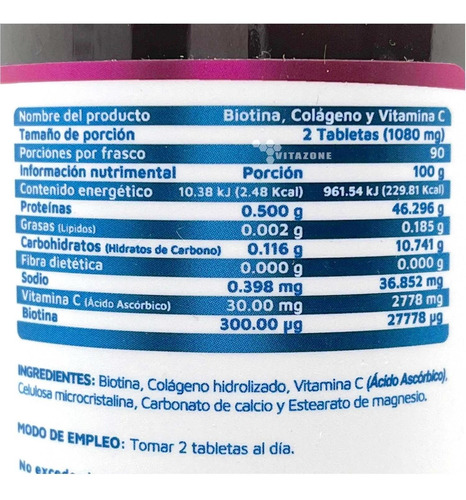 Nombre del producto Biotina, Colágeno y Vitamina C
Tamaño de porción 2 Tabletas (1080 mg)
Porciones por frasco VITAZONE 90
Información nutrimental Porción 100 g
Contenido energético 10.38 kJ (2.48 Kcal) 961.54 kJ (229.81 Kcal)
Proteínas 0.500 g 46.296 g
Grasas (Lípidos) 0.002 g 0.185 g
Carbohidratos (Hidratos de Carbono) 0.116 g 10.741 g
Fibra dietética 0.000 g 0.000 g
Sodio 0.398 mg 36.852 mg
Vitamina C (Ácido Ascórbico) 30.00 mg 2778 mg
Biotina 300.00 µg 27778 µg
INGREDIENTES: Biotina, Colágeno hidrolizado, Vitamina C (Ácido Ascórbico),
Celulosa microcristalina, Carbonato de calcio y Estearato de magnesio.
MODO DE EMPLEO: Tomar 2 tabletas al día.
No